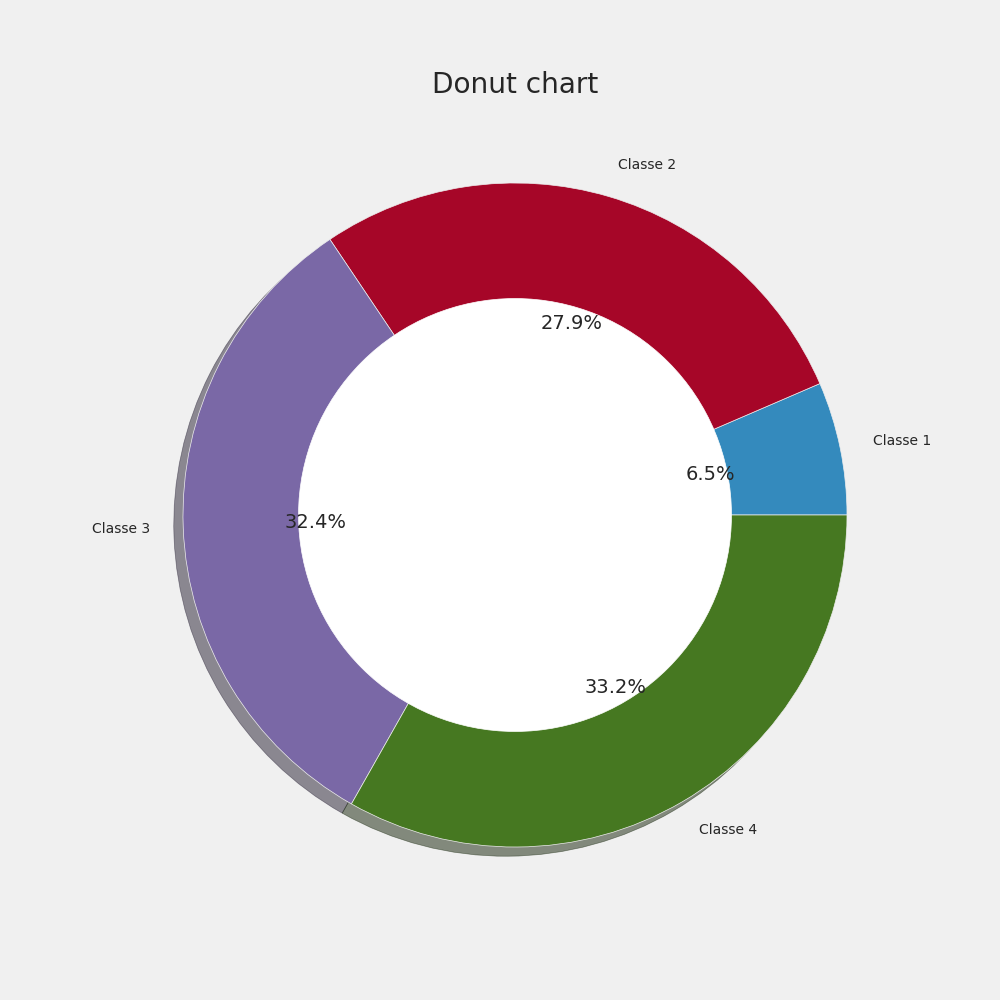 Donut chart
Classe 2
27.9%
Classe 1
6.5%
32.4%
Classe 3
33.2%
Classe 4